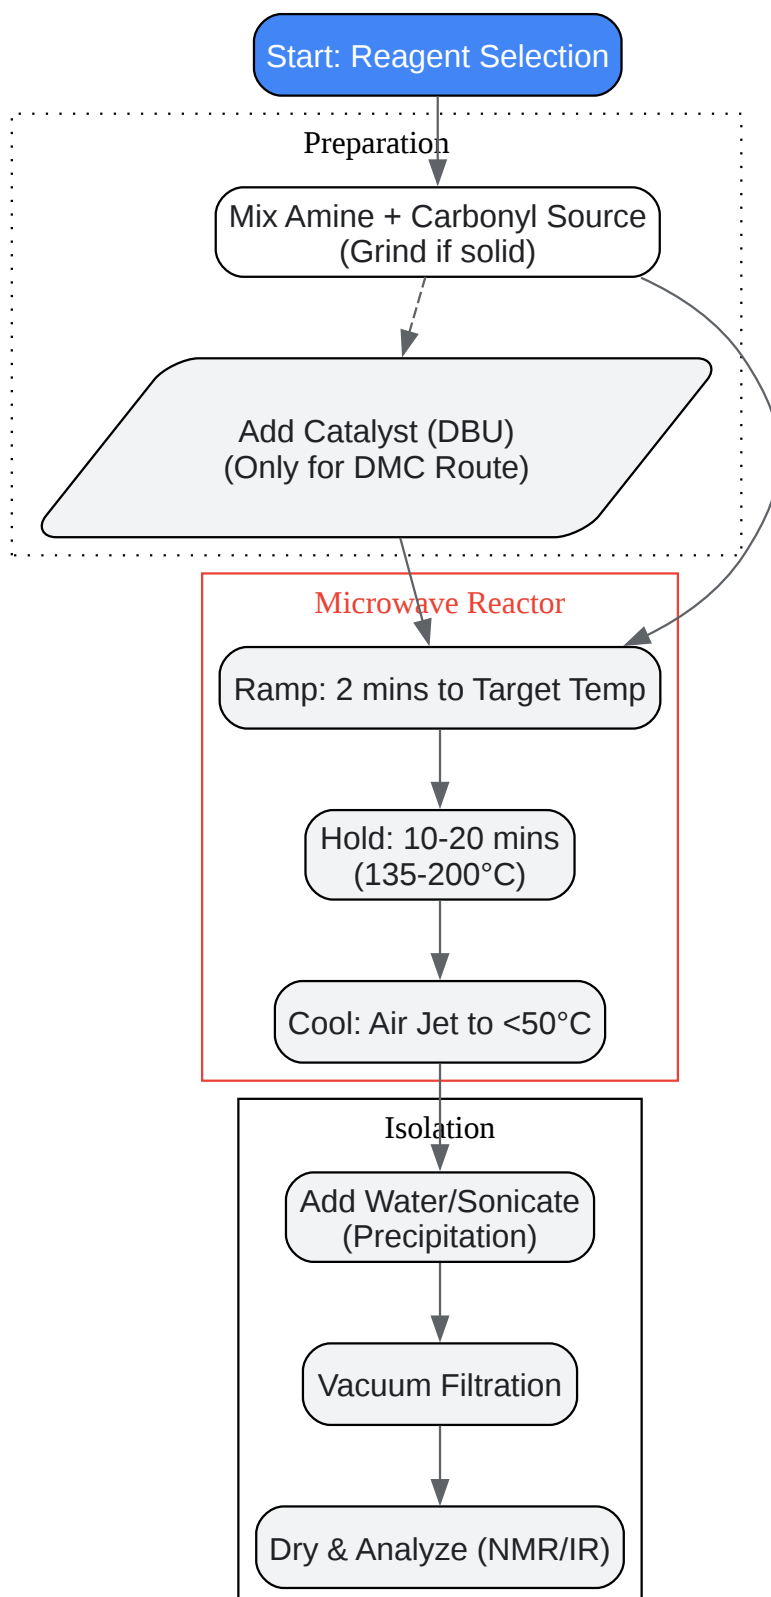 Start: Reagent Selection
Preparation
Mix Amine + Carbonyl Source
(Grind if solid)
Add Catalyst (DBU)
(Only for DMC Route)
Microwave Reactor
Ramp: 2 mins to Target Temp
Hold: 10-20 mins
(135-200°C)
Cool: Air Jet to <50°C
Isolation
Add Water/Sonicate
(Precipitation)
Vacuum Filtration
Dry & Analyze (NMR/IR)